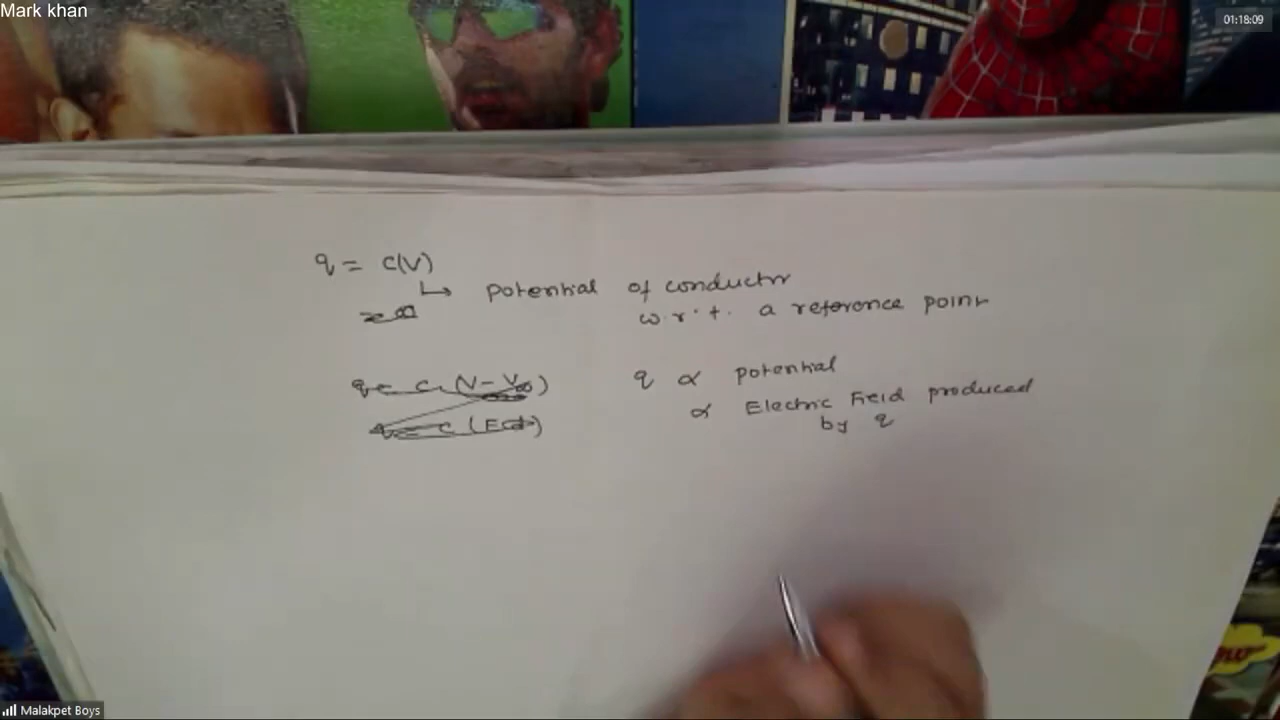 Mark khan
01:18:09
q = c(V)
↳ potential of conductor
w.r.t. a reference point
q = c (V - V∞)
q ∝ potential
∝ Electric Field produced
by q
Malakpet Boys